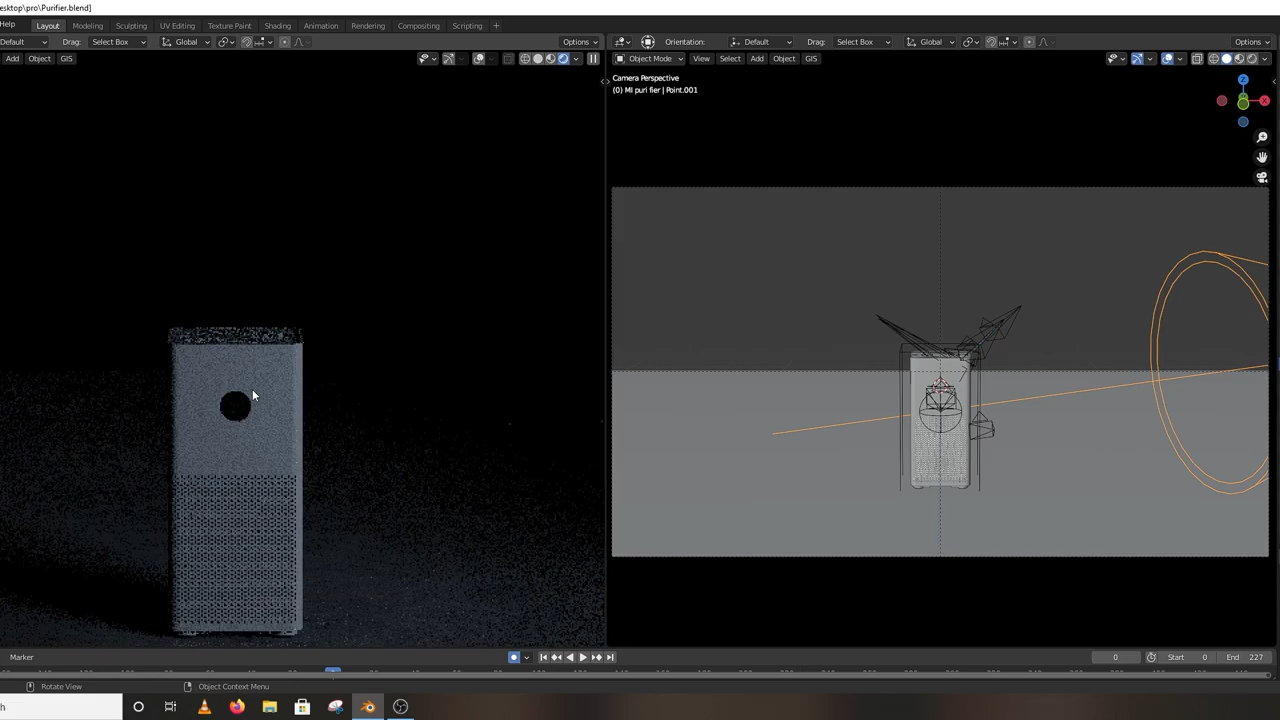 esktop\pro\Purifier.blend]
Help Layout Modeling Sculpting UV Editing Texture Paint Shading Animation Rendering Compositing Scripting +
Default Drag: Select Box Global Options Orientation: Default Drag: Select Box Global Options
Add Object GIS Object Mode View Select Add Object GIS
Camera Perspective
(0) MI puri fier | Point.001
Z
X
Marker 0 Start 0 End 227
Rotate View Object Context Menu
h